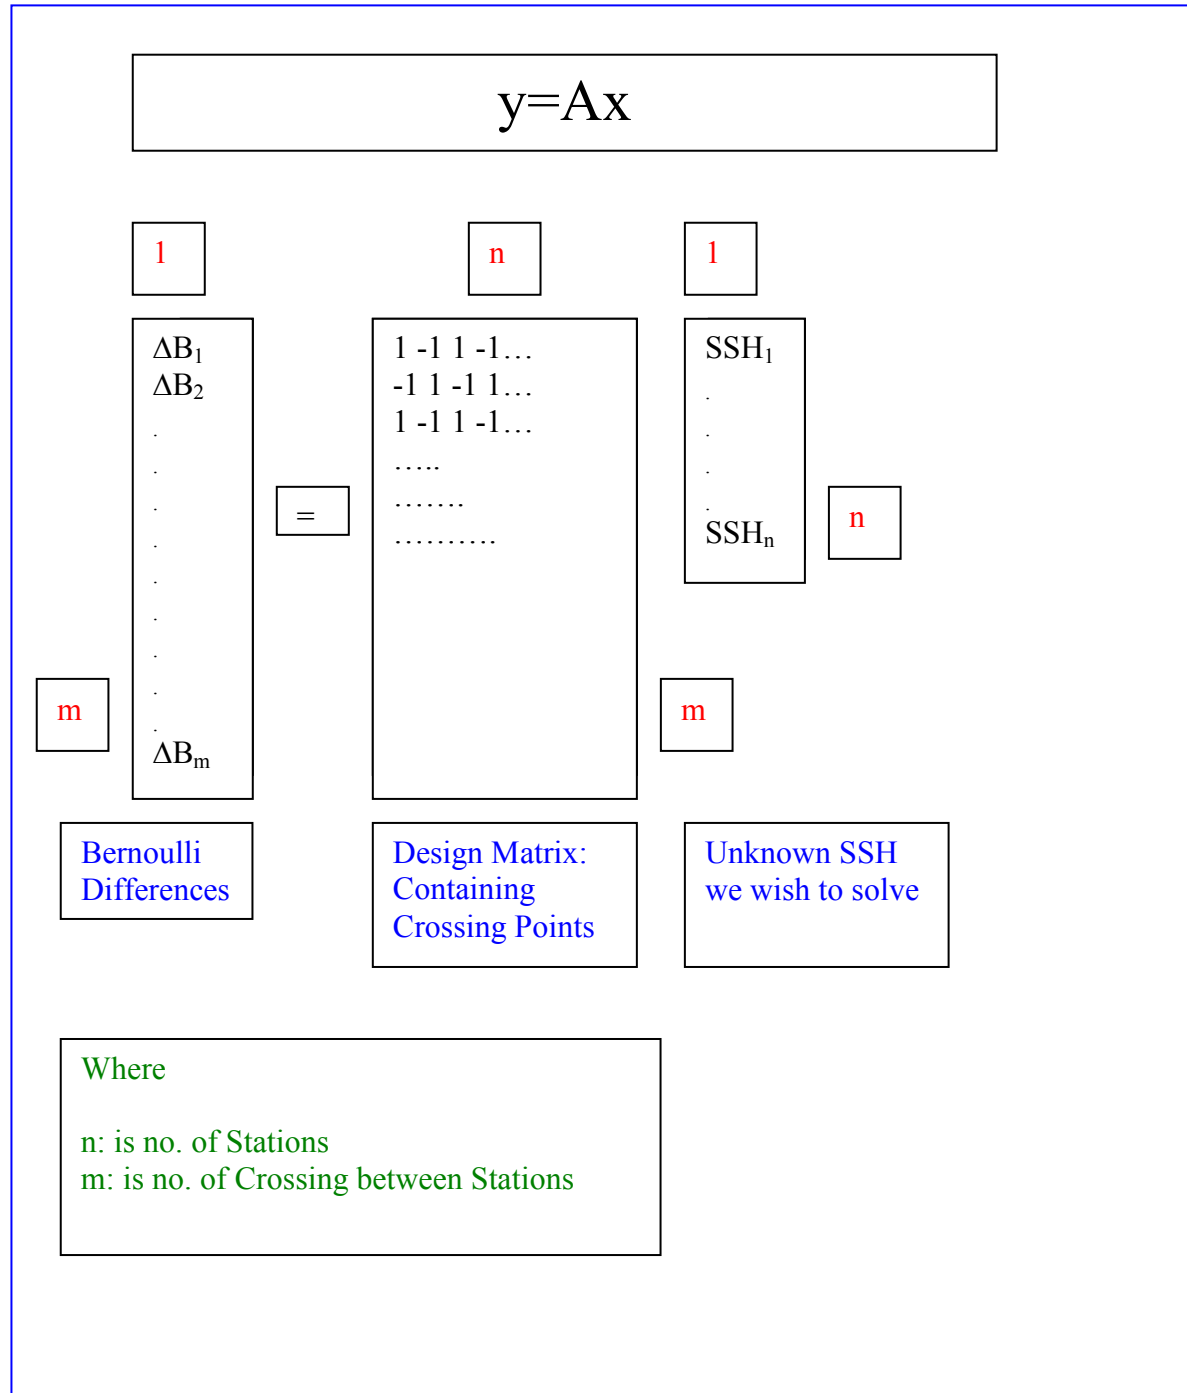 y=Ax
1
n
1
ΔB₁
ΔB₂
.
.
.
.
.
.
.
.
.
ΔBₘ
=
1 -1 1 -1…
-1 1 -1 1…
1 -1 1 -1…
…..
…….
……….
SSH₁
.
.
.
.
SSHₙ
n
m
m
Bernoulli
Differences
Design Matrix:
Containing
Crossing Points
Unknown SSH
we wish to solve
Where
n: is no. of Stations
m: is no. of Crossing between Stations